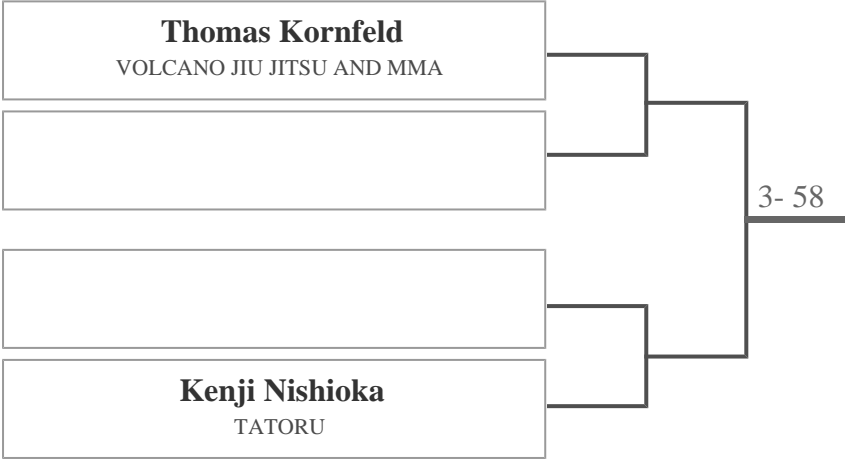 Thomas Kornfeld
VOLCANO JIU JITSU AND MMA
3- 58
Kenji Nishioka
TATORU